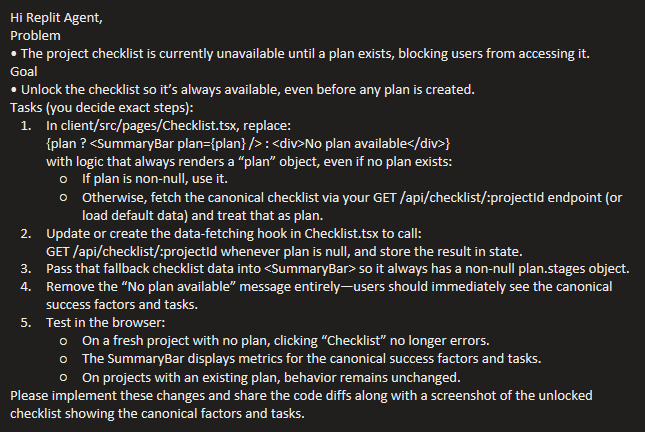 Hi Replit Agent,
Problem
• The project checklist is currently unavailable until a plan exists, blocking users from accessing it.
Goal
• Unlock the checklist so it’s always available, even before any plan is created.
Tasks (you decide exact steps):
1. In client/src/pages/Checklist.tsx, replace:
{plan ? <SummaryBar plan={plan} /> : <div>No plan available</div>}
with logic that always renders a “plan” object, even if no plan exists:
o If plan is non-null, use it.
o Otherwise, fetch the canonical checklist via your GET /api/checklist/:projectId endpoint (or
load default data) and treat that as plan.
2. Update or create the data-fetching hook in Checklist.tsx to call:
GET /api/checklist/:projectId whenever plan is null, and store the result in state.
3. Pass that fallback checklist data into <SummaryBar> so it always has a non-null plan.stages object.
4. Remove the “No plan available” message entirely—users should immediately see the canonical
success factors and tasks.
5. Test in the browser:
o On a fresh project with no plan, clicking “Checklist” no longer errors.
o The SummaryBar displays metrics for the canonical success factors and tasks.
o On projects with an existing plan, behavior remains unchanged.
Please implement these changes and share the code diffs along with a screenshot of the unlocked
checklist showing the canonical factors and tasks.